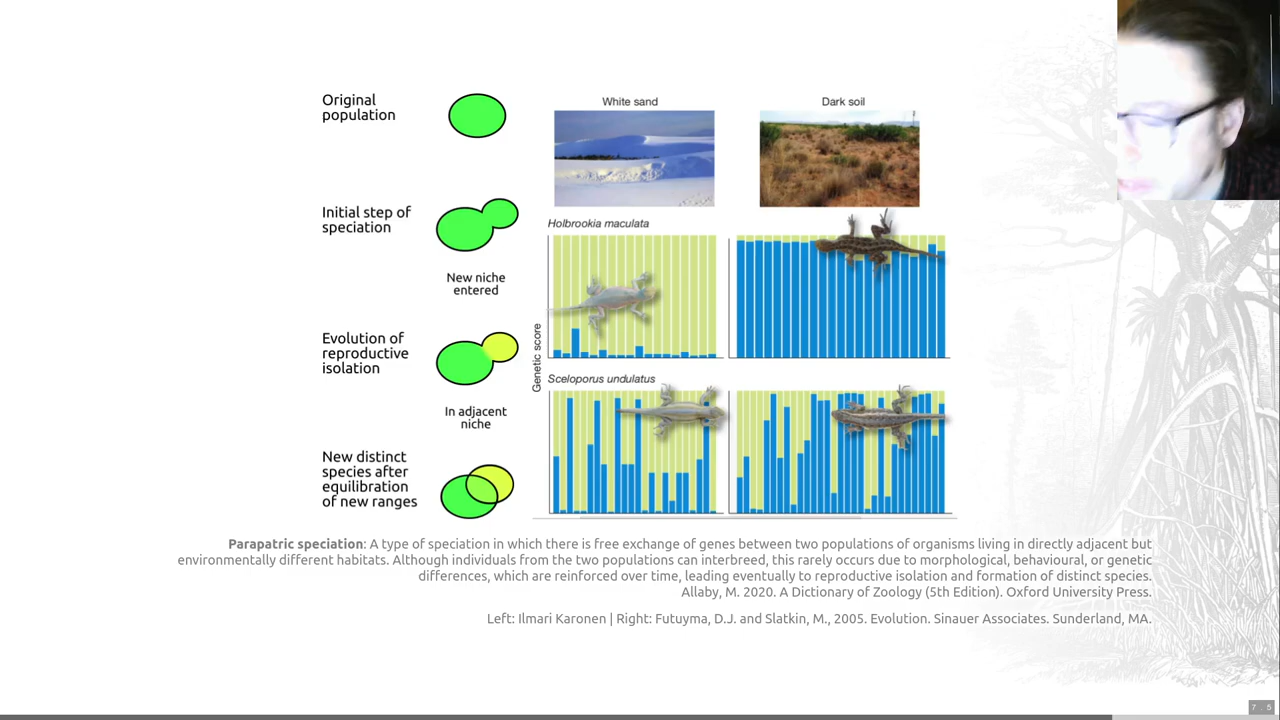 Original
population
Initial step of
speciation
New niche
entered
Evolution of
reproductive
isolation
In adjacent
niche
New distinct
species after
equilibration
of new ranges
White sand
Dark soil
Holbrookia maculata
Genetic score
Sceloporus undulatus
Parapatric speciation: A type of speciation in which there is free exchange of genes between two populations of organisms living in directly adjacent but
environmentally different habitats. Although individuals from the two populations can interbreed, this rarely occurs due to morphological, behavioural, or genetic
differences, which are reinforced over time, leading eventually to reproductive isolation and formation of distinct species.
Allaby, M. 2020. A Dictionary of Zoology (5th Edition). Oxford University Press.
Left: Ilmari Karonen | Right: Futuyma, D.J. and Slatkin, M., 2005. Evolution. Sinauer Associates. Sunderland, MA.
7 . 5